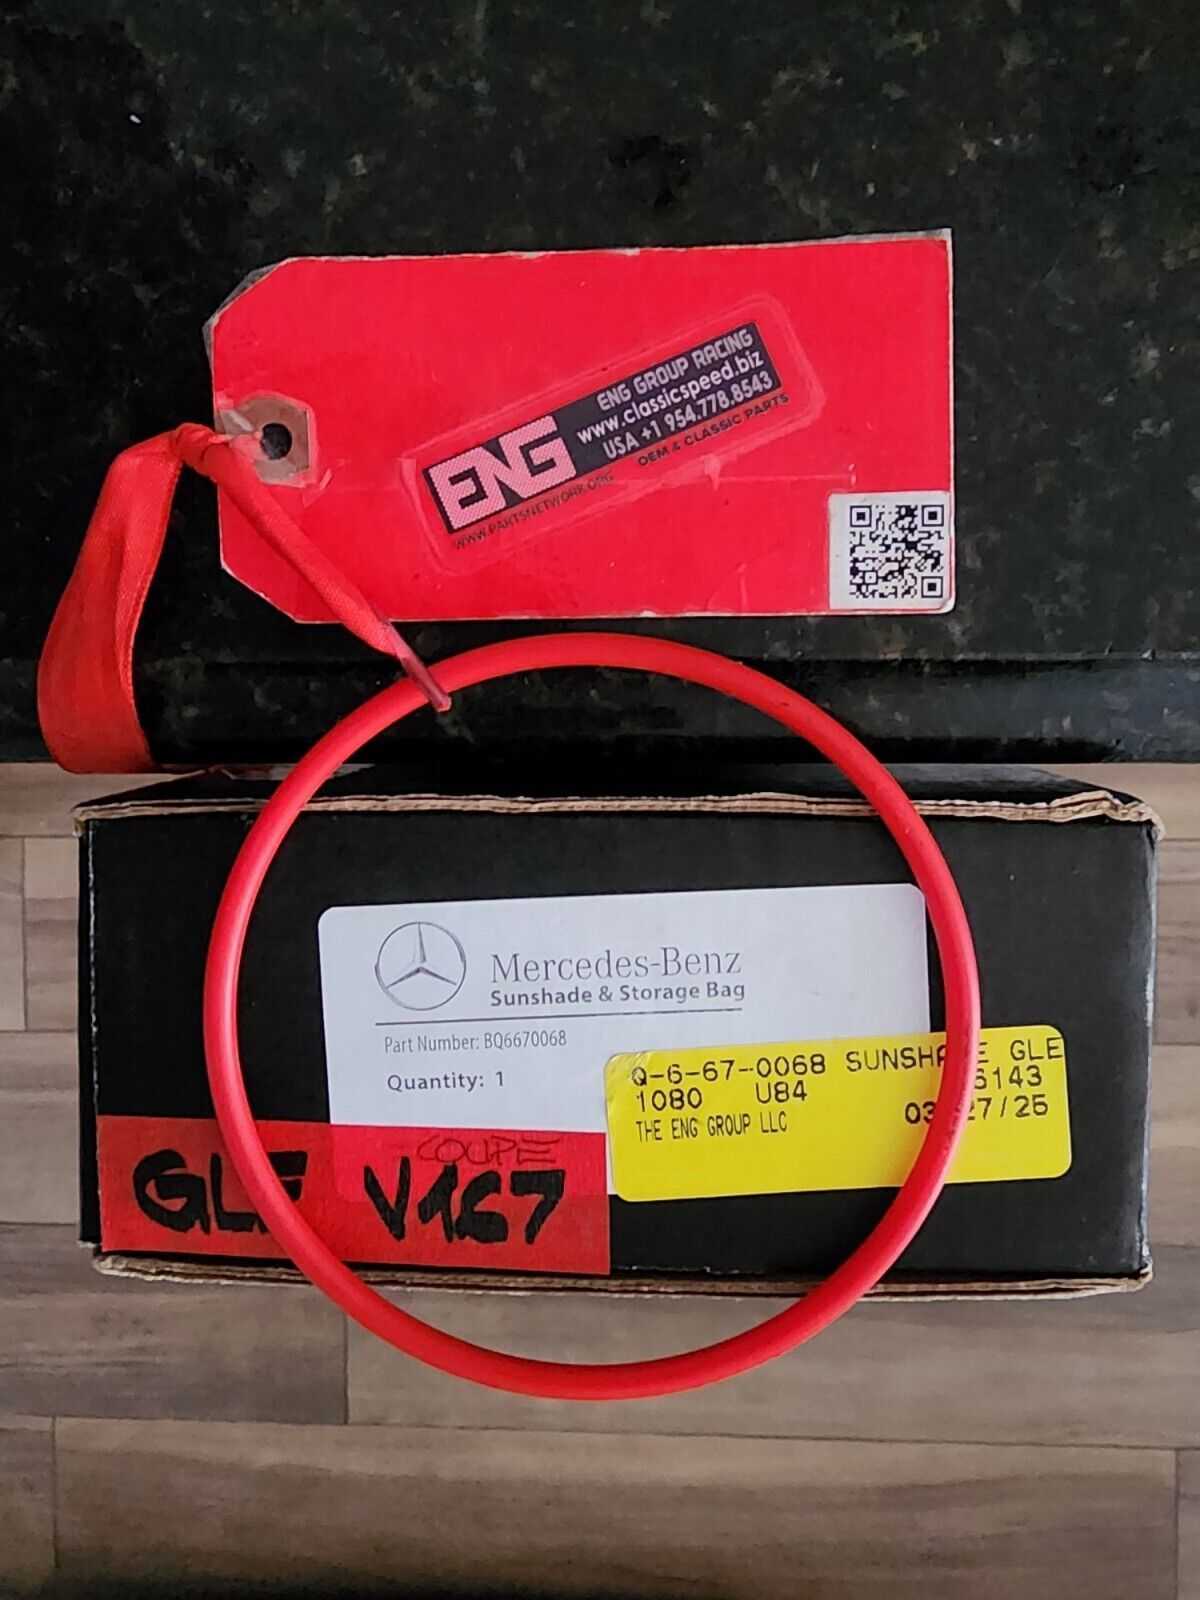 ENG
ENG GROUP RACING
www.classicspeed.biz
USA +1 954.778.8543
WWW.PARTSNETWORK.ORG
OEM & CLASSIC PARTS
Mercedes-Benz
Sunshade & Storage Bag
Part Number: BQ6670068
Quantity: 1
Q-6-67-0068 SUNSHADE GLE
1080 U84 6143
THE ENG GROUP LLC
COUPE
GLE V167